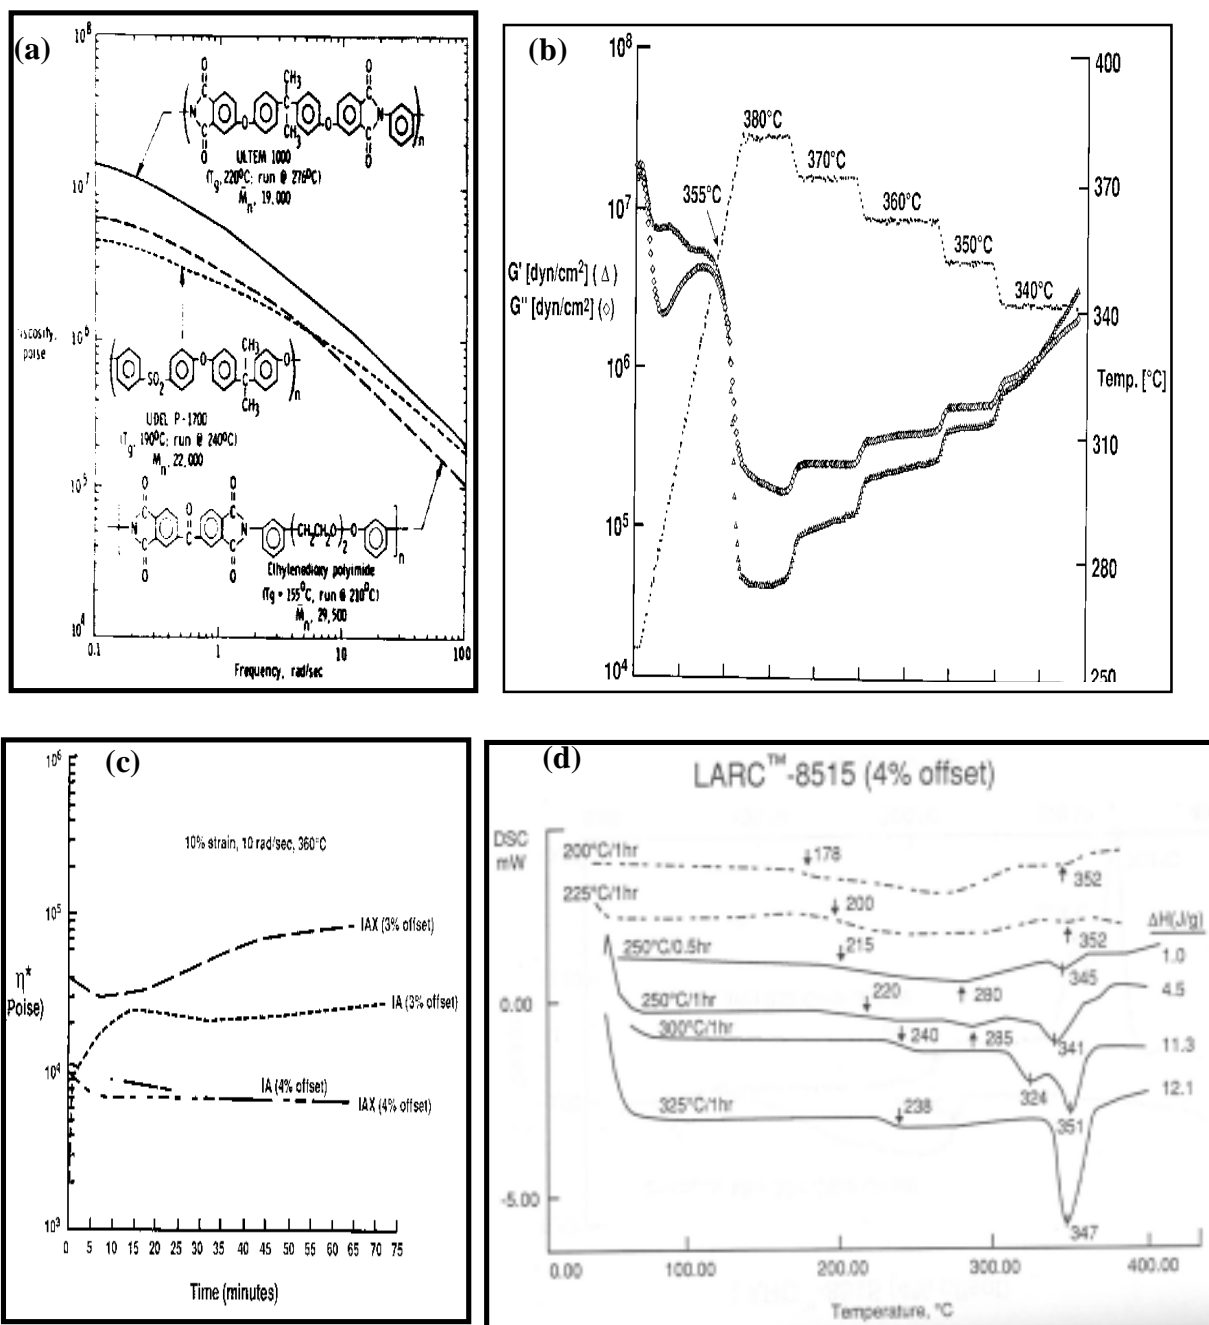 (a)
10⁸
10⁷
10⁶
10⁵
10⁴
poise
0.1
1
10
100
Frequency, rad/sec
O
O
CH₃
N
C
O
O
N
CH₃
n
ULTEM 1000
(Tg, 220°C; run @ 276°C)
M̅n, 19,000
O
CH₃
O
SO₂
C
CH₃
n
UDEL P-1700
(Tg, 190°C; run @ 240°C)
M̅n, 22,000
O
O
O
N
C
N
(CH₂CH₂O)₂
O
n
Ethylenedioxy polyimide
(Tg = 155°C, run @ 210°C)
M̅n, 29,500
(b)
10⁸
10⁷
G' [dyn/cm²] (Δ)
G'' [dyn/cm²] (◇)
10⁶
10⁵
10⁴
380°C
370°C
355°C
360°C
350°C
340°C
400
370
340
Temp. [°C]
310
280
250
(c)
10⁶
10⁵
η*
(Poise)
10⁴
10³
10% strain, 10 rad/sec, 360°C
IAX (3% offset)
IA (3% offset)
IA (4% offset)
IAX (4% offset)
0 5 10 15 20 25 30 35 40 45 50 55 60 65 70 75
Time (minutes)
(d)
LARC™-8515 (4% offset)
DSC
mW
200°C/1hr
178
352
225°C/1hr
200
352
ΔH(J/g)
250°C/0.5hr
215
280
345
1.0
0.00
250°C/1hr
220
285
341
4.5
300°C/1hr
240
324
351
11.3
325°C/1hr
238
347
12.1
-5.00
0.00 100.00 200.00 300.00 400.00
Temperature, °C